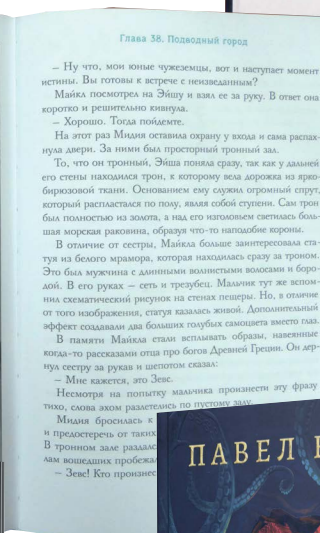 Глава 38. Подводный город
– Ну что, мои юные чужеземцы, вот и наступает момент
истины. Вы готовы к встрече с неизведанным?
Майкл посмотрел на Эйшу и взял ее за руку. В ответ она
коротко и решительно кивнула.
– Хорошо. Тогда пойдемте.
На этот раз Мидия оставила охрану у входа и сама распах-
нула двери. За ними был просторный тронный зал.
То, что он тронный, Эйша поняла сразу, так как у дальней
его стены находился трон, к которому вела дорожка из ярко-
бирюзовой ткани. Основанием ему служил огромный спрут,
который распластался по полу, являя собой ступени. Сам трон
был полностью из золота, а над его изголовьем светилась боль-
шая морская раковина, образуя что-то наподобие короны.
В отличие от сестры, Майкла больше заинтересовала ста-
туя из белого мрамора, которая находилась сразу за троном.
Это был мужчина с длинными волнистыми волосами и боро-
дой. В его руках – сеть и трезубец. Мальчик тут же вспом-
нил схематический рисунок на стенах пещеры. Но, в отличие
от того изображения, статуя казалась живой. Дополнительный
эффект создавали два больших голубых самоцвета вместо глаз.
В памяти Майкла стали всплывать образы, навеянные
когда-то рассказами отца про богов Древней Греции. Он дер-
нул сестру за рукав и шепотом сказал:
– Мне кажется, это Зевс.
Несмотря на попытку мальчика произнести эту фразу
тихо, слова эхом разлетелись по пустому залу.
Мидия бросилась к
и предостеречь от таких
В тронном зале раздался
лам вошедших пробежал
– Зевс! Кто произнес
ПАВЕЛ